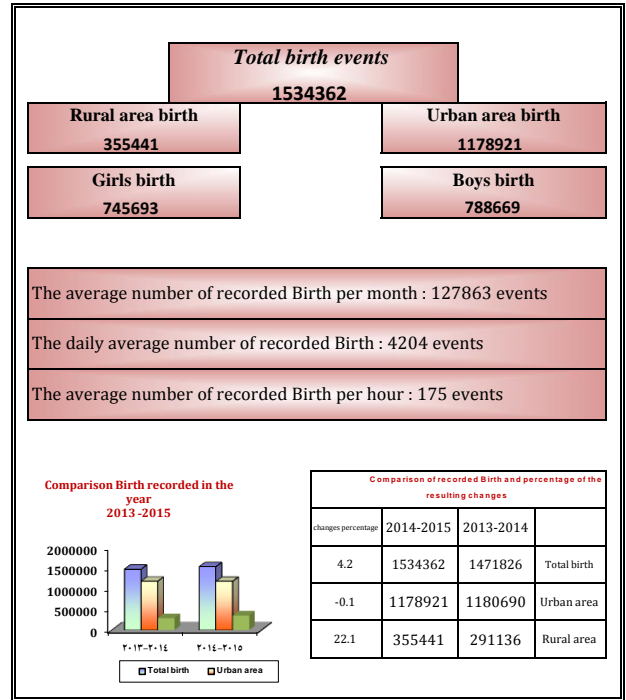 Total birth events
1534362
Rural area birth
355441
Urban area birth
1178921
Girls birth
745693
Boys birth
788669
The average number of recorded Birth per month : 127863 events
The daily average number of recorded Birth : 4204 events
The average number of recorded Birth per hour : 175 events
Comparison Birth recorded in the
year
2013 -2015
2000000
1500000
1000000
500000
0
۲۰۱۳-۲۰۱٤
۲۰۱٤-۲۰۱٥
Total birth
Urban area
Comparison of recorded Birth and percentage of the
resulting changes
changes percentage 2014-2015 2013-2014
4.2 1534362 1471826 Total birth
-0.1 1178921 1180690 Urban area
22.1 355441 291136 Rural area